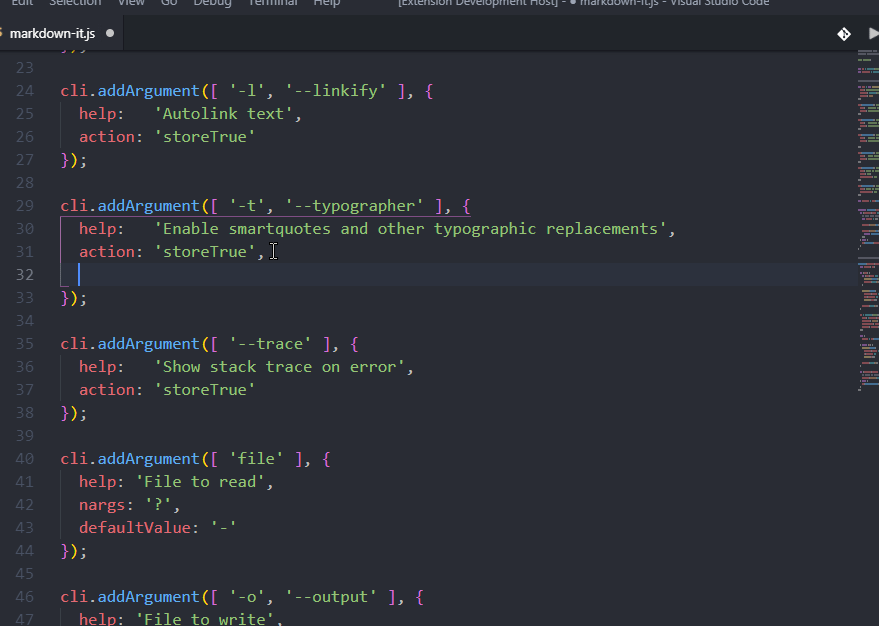 Edit Selection View Go Debug Terminal Help [Extension Development Host] - ● markdown-it.js - Visual Studio Code
markdown-it.js ●
});
23
24 cli.addArgument([ '-l', '--linkify' ], {
25 help: 'Autolink text',
26 action: 'storeTrue'
27 });
28
29 cli.addArgument([ '-t', '--typographer' ], {
30 help: 'Enable smartquotes and other typographic replacements',
31 action: 'storeTrue',
32
33 });
34
35 cli.addArgument([ '--trace' ], {
36 help: 'Show stack trace on error',
37 action: 'storeTrue'
38 });
39
40 cli.addArgument([ 'file' ], {
41 help: 'File to read',
42 nargs: '?',
43 defaultValue: '-'
44 });
45
46 cli.addArgument([ '-o', '--output' ], {
47 help: 'File to write',